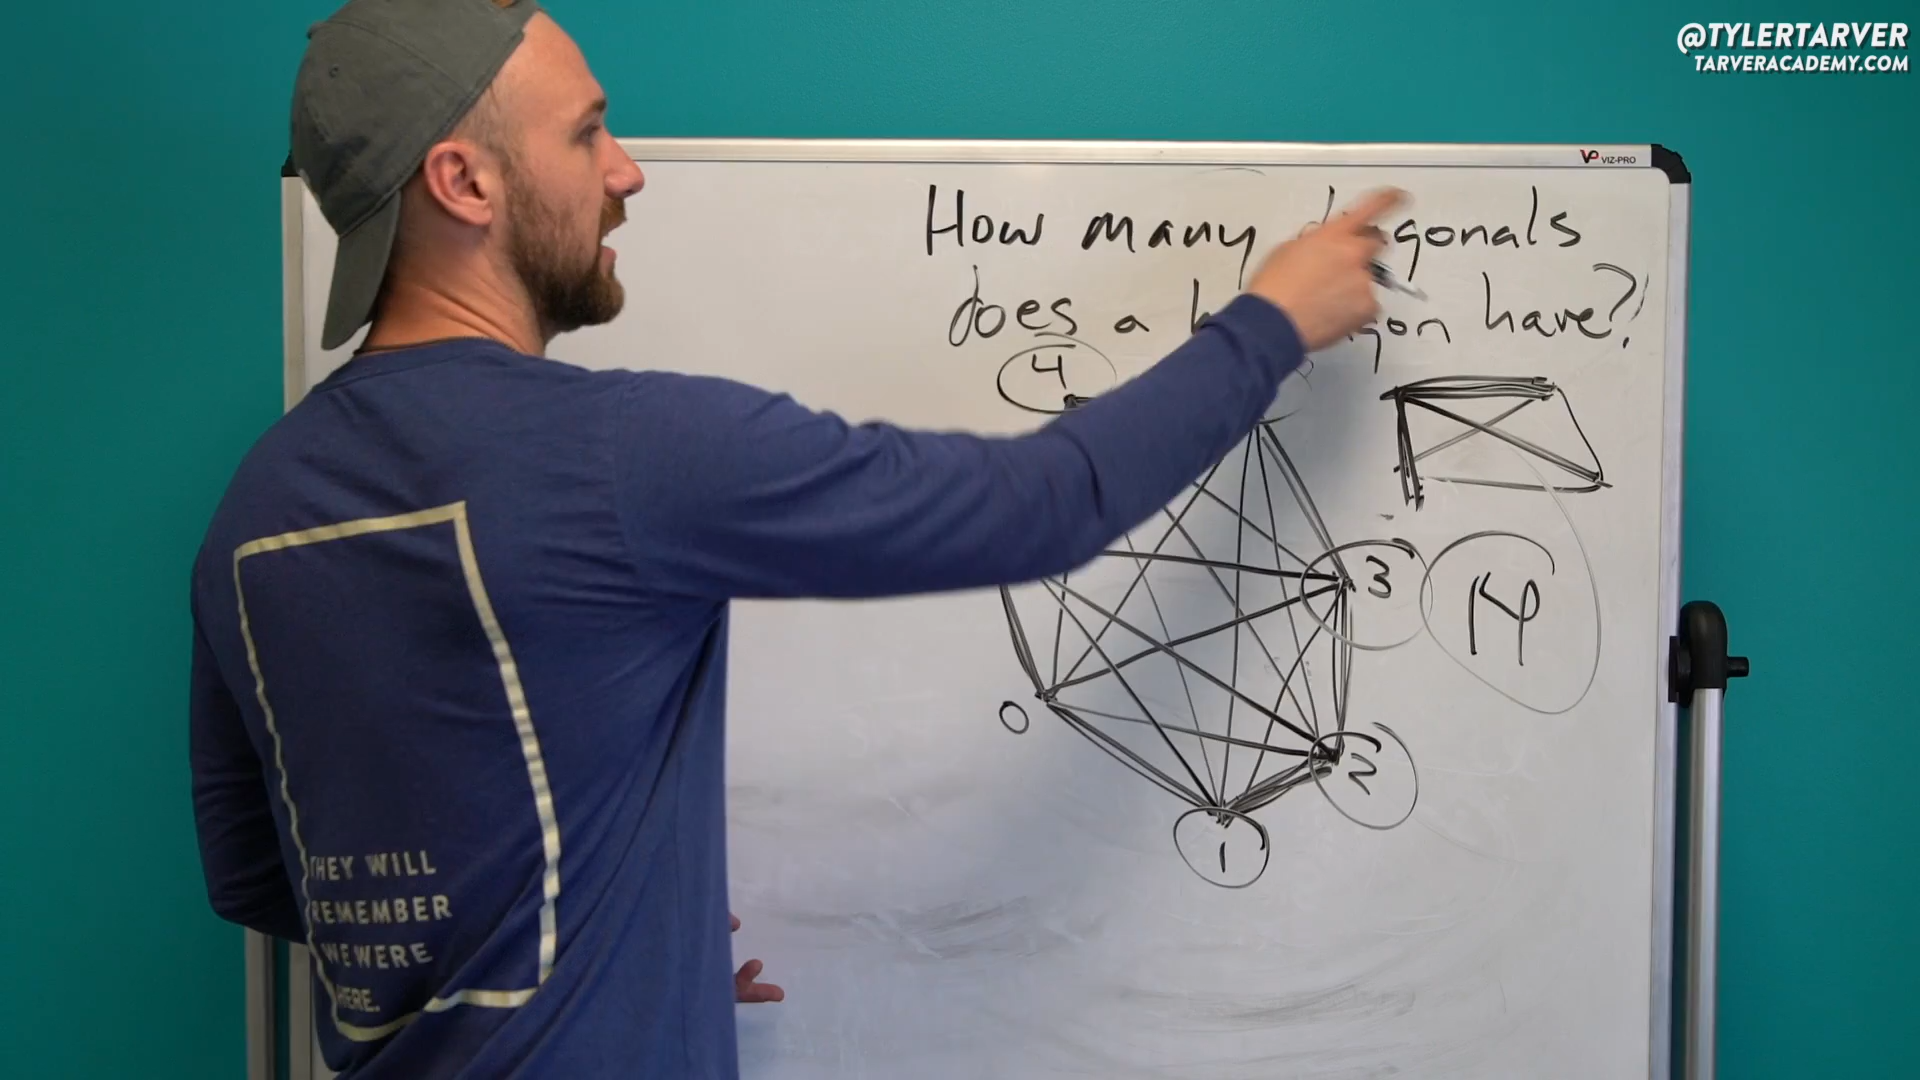 @TYLERTARVER
TARVERACADEMY.COM
VIZ-PRO
How many diagonals
does a have?!
4
3
14
0
2
1
THEY WILL
REMEMBER
WE WERE
HERE.